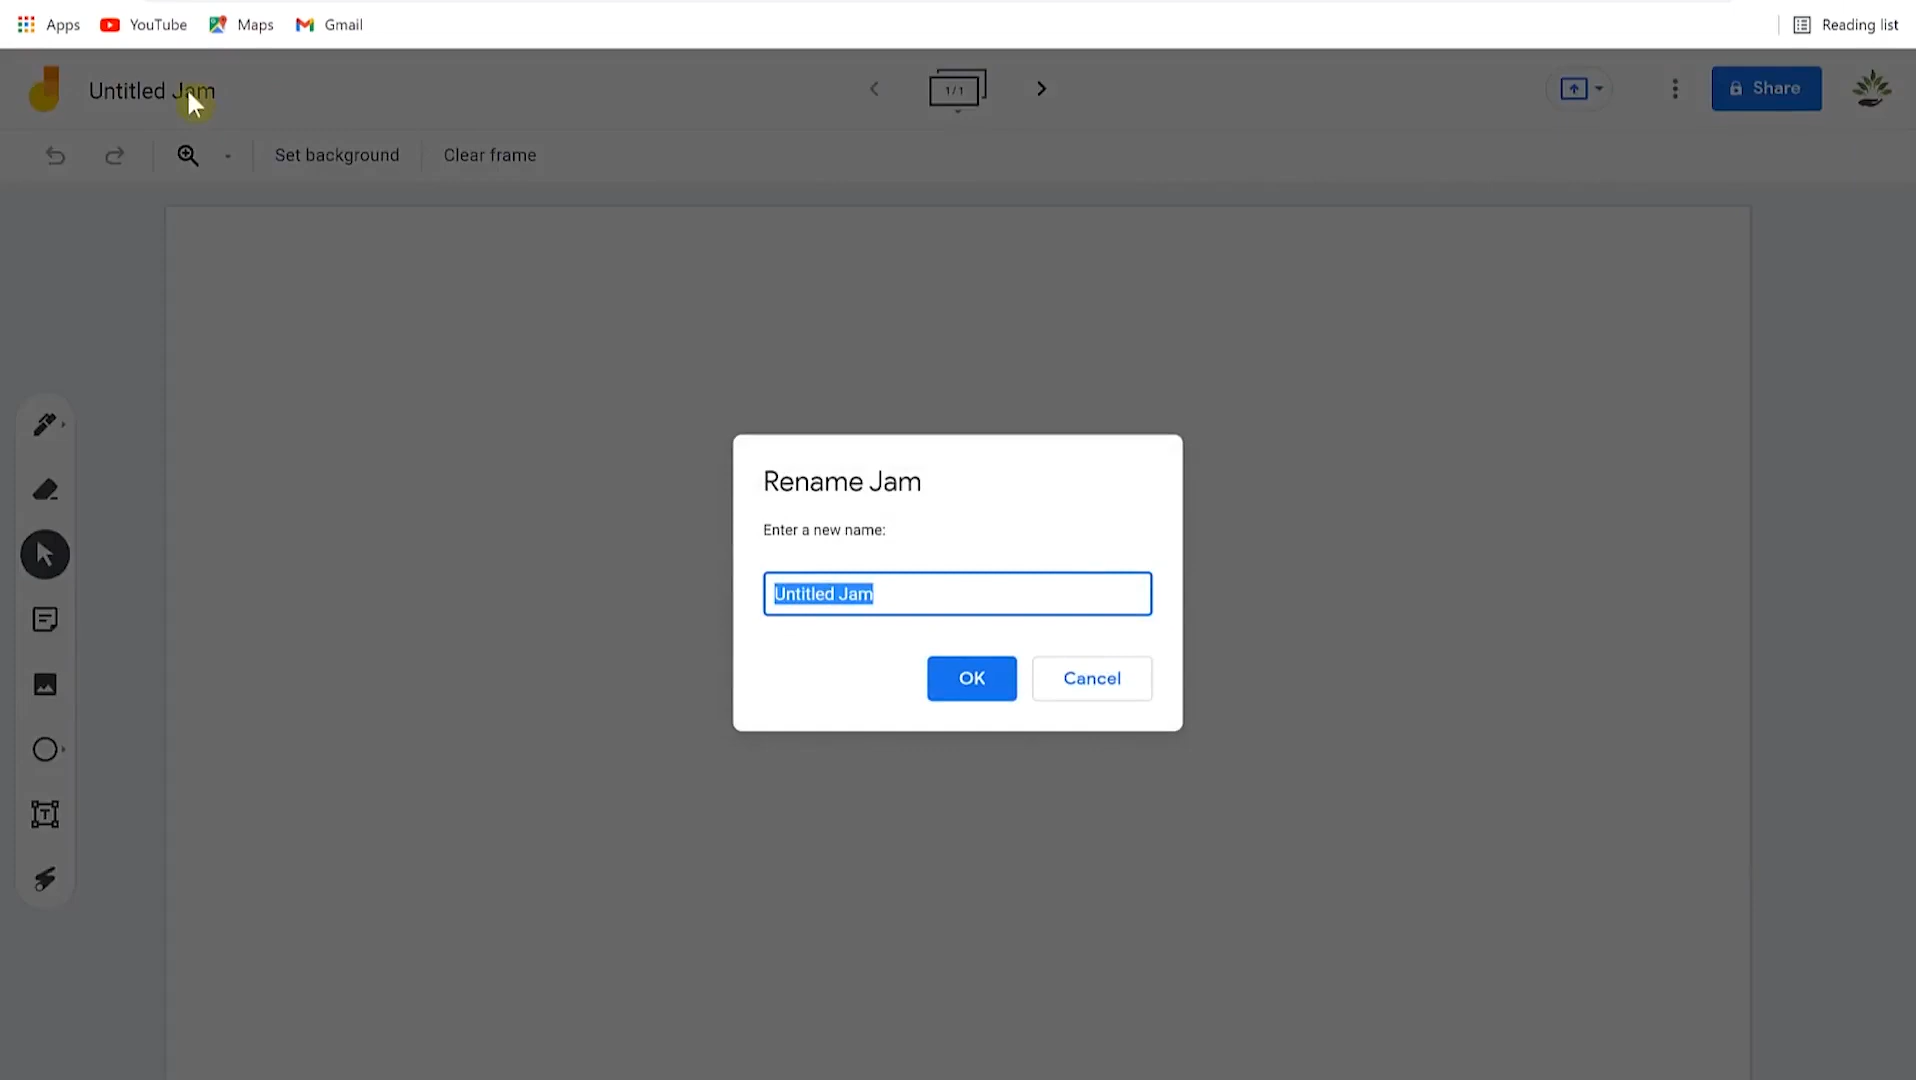 Apps YouTube Maps Gmail Reading list
Untitled Jam 1/1 Share
Set background Clear frame
Rename Jam
Enter a new name:
Untitled Jam
OK Cancel